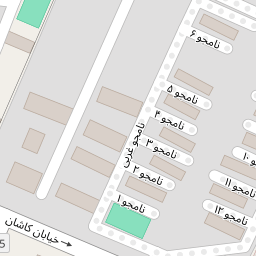 نامجو ۶
نامجو ۵
نامجو ۴
نامجو غربی
نامجو ۳
نامجو ۲
نامجو ۱
۱۰
نامجو ۱۱
نامجو ۱۲
خیابان کاشان
5